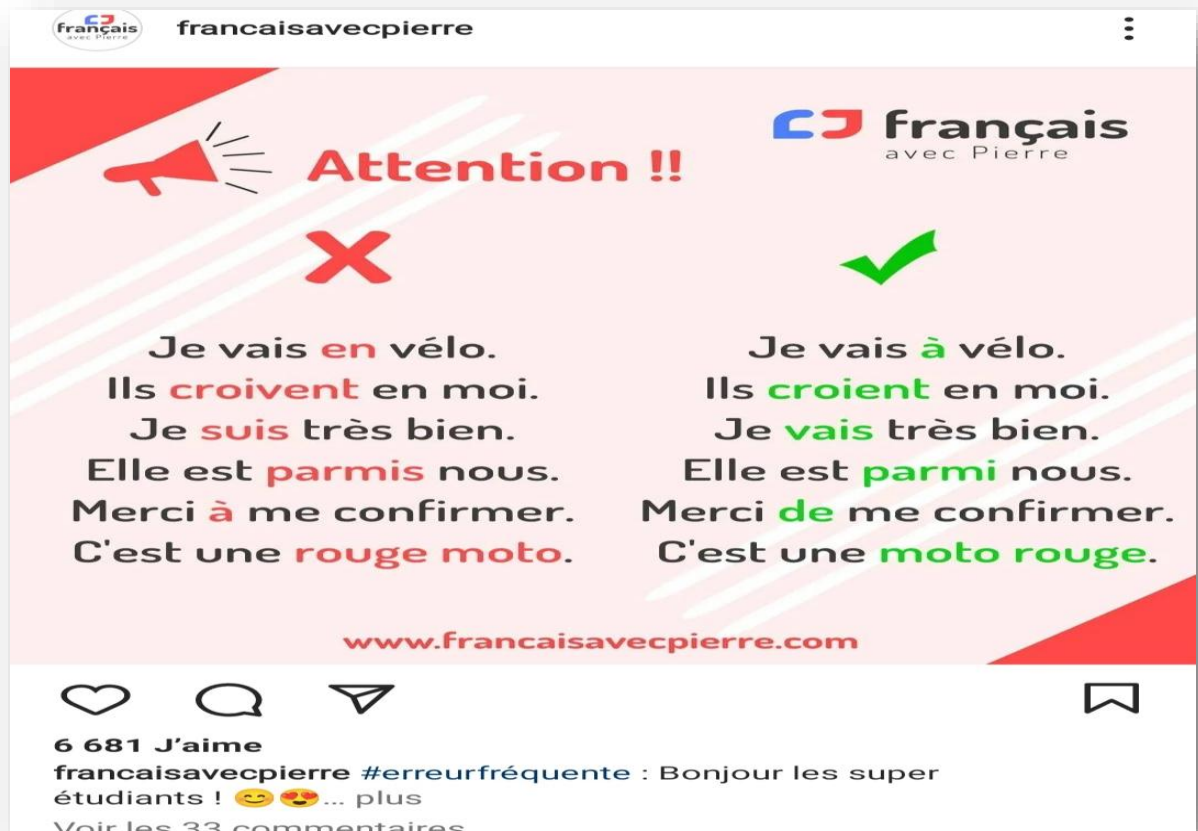 français
avec Pierre
francaisavecpierre
français
avec Pierre
Attention !!
Je vais en vélo.
Ils croivent en moi.
Je suis très bien.
Elle est parmis nous.
Merci à me confirmer.
C'est une rouge moto.
Je vais à vélo.
Ils croient en moi.
Je vais très bien.
Elle est parmi nous.
Merci de me confirmer.
C'est une moto rouge.
www.francaisavecpierre.com
6 681 J’aime
francaisavecpierre #erreurfréquente : Bonjour les super
étudiants ! 😊😍... plus
Voir les 33 commentaires